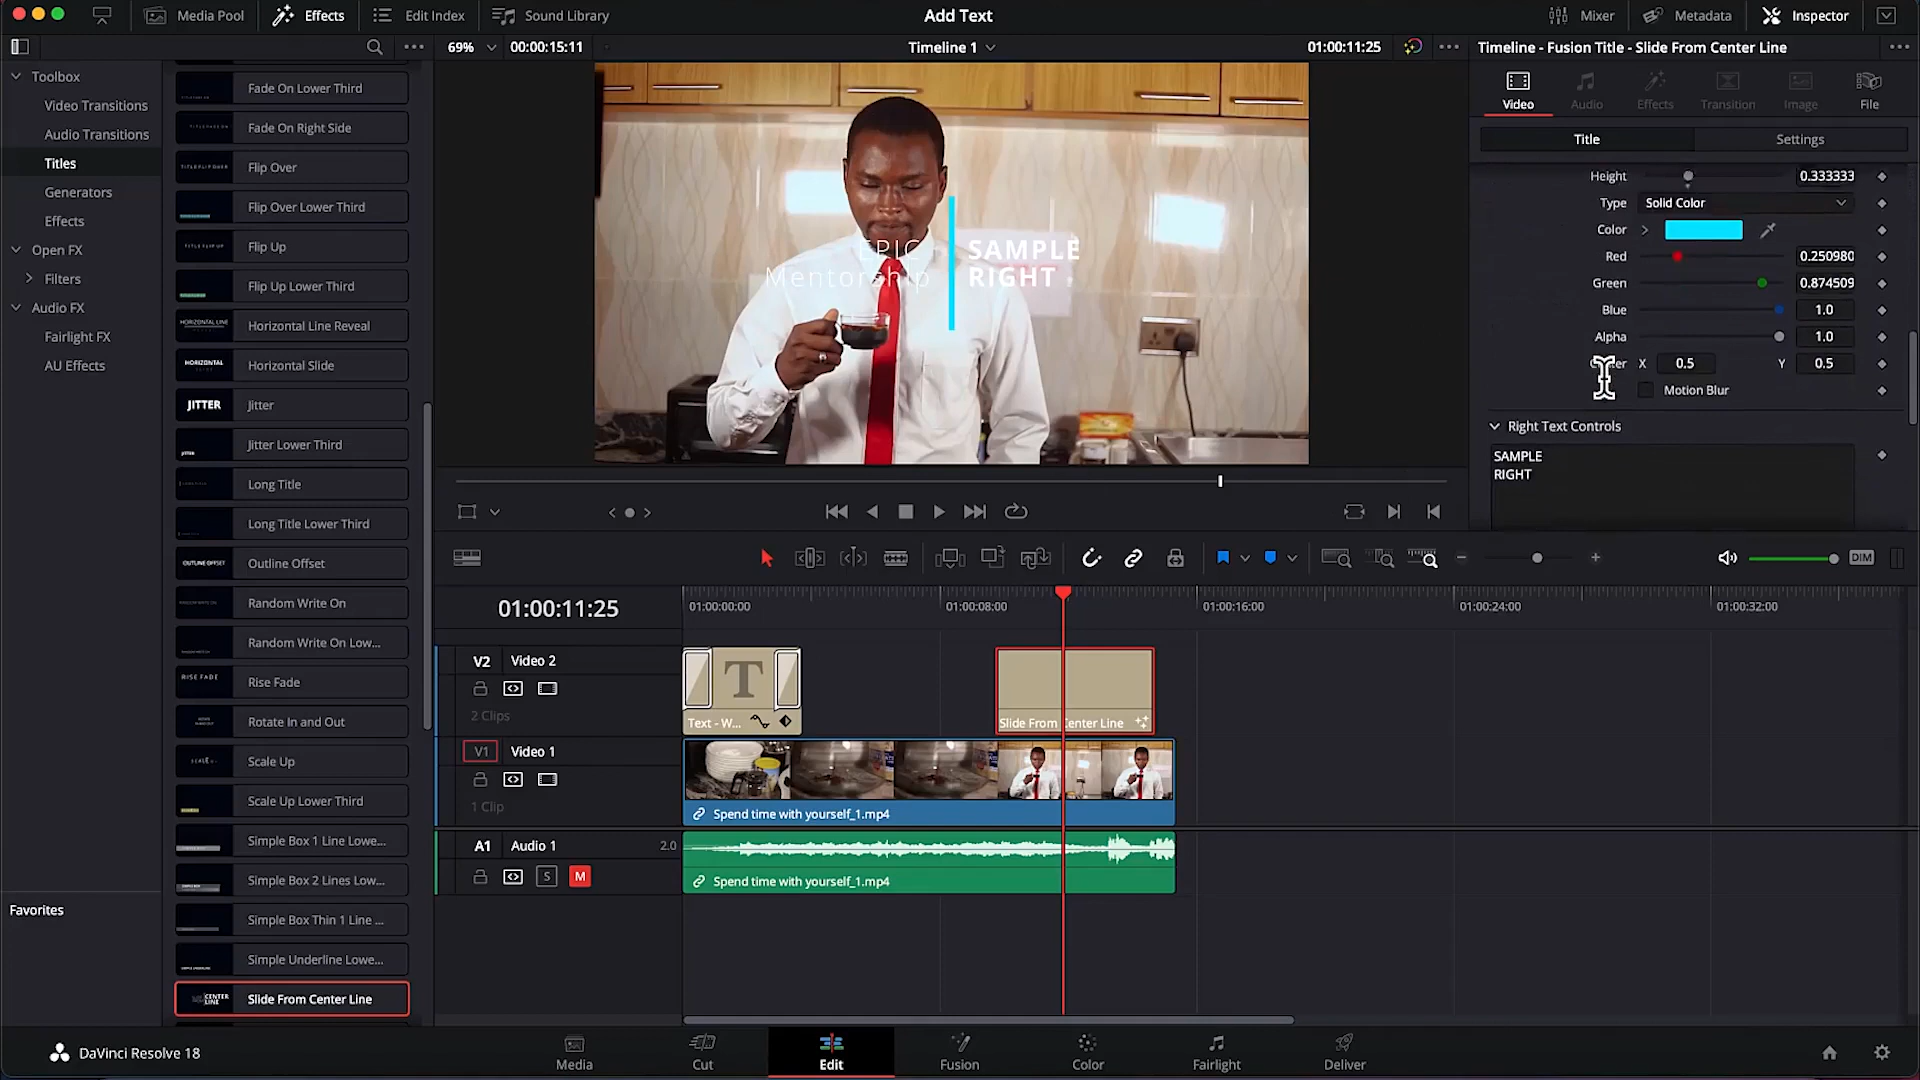 Media Pool
Effects
Edit Index
Sound Library
Add Text
Mixer
Metadata
Inspector
69%
00:00:15:11
Timeline 1
01:00:11:25
Timeline - Fusion Title - Slide From Center Line
Toolbox
Video Transitions
Audio Transitions
Titles
Generators
Effects
Open FX
Filters
Audio FX
Fairlight FX
AU Effects
Favorites
Fade On Lower Third
Fade On Right Side
Flip Over
Flip Over Lower Third
Flip Up
Flip Up Lower Third
Horizontal Line Reveal
HORIZONTAL
Horizontal Slide
JITTER
Jitter
Jitter Lower Third
Long Title
Long Title Lower Third
OUTLINE OFFSET
Outline Offset
Random Write On
Random Write On Low...
RISE FADE
Rise Fade
Rotate In and Out
Scale Up
Scale Up Lower Third
Simple Box 1 Line Lowe...
Simple Box 2 Lines Low...
Simple Box Thin 1 Line ...
Simple Underline Lowe...
CENTER
LINE
Slide From Center Line
EPIC
Mentorship
SAMPLE
RIGHT
Video
Audio
Effects
Transition
Image
File
Title
Settings
Height
0.333333
Type
Solid Color
Color
Red
0.250980
Green
0.874509
Blue
1.0
Alpha
1.0
X
0.5
Y
0.5
Motion Blur
Right Text Controls
SAMPLE
RIGHT
DIM
01:00:11:25
01:00:00:00
01:00:08:00
01:00:16:00
01:00:24:00
01:00:32:00
V2
Video 2
2 Clips
T
Text - W...
Slide From Center Line
V1
Video 1
1 Clip
Spend time with yourself_1.mp4
A1
Audio 1
2.0
S
M
Spend time with yourself_1.mp4
DaVinci Resolve 18
Media
Cut
Edit
Fusion
Color
Fairlight
Deliver